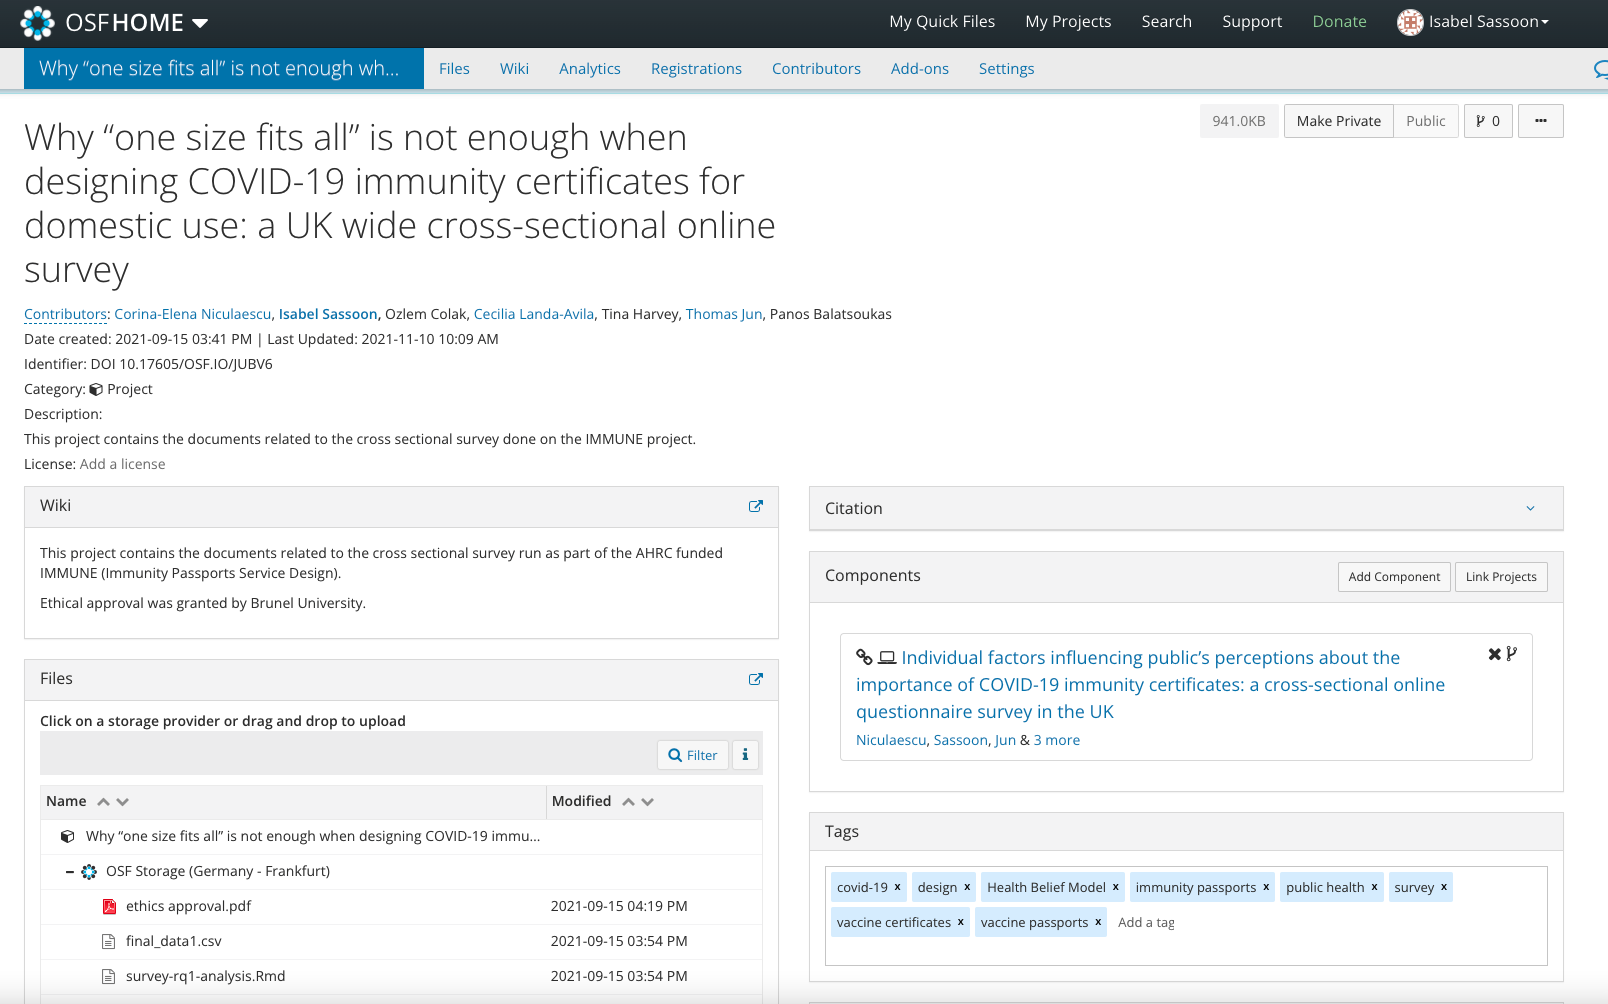 OSFHOME
My Quick Files
My Projects
Search
Support
Donate
Isabel Sassoon
Why “one size fits all” is not enough wh...
Files
Wiki
Analytics
Registrations
Contributors
Add-ons
Settings
941.0KB
Make Private
Public
0
Why “one size fits all” is not enough when
designing COVID-19 immunity certificates for
domestic use: a UK wide cross-sectional online
survey
Contributors: Corina-Elena Niculaescu, Isabel Sassoon, Ozlem Colak, Cecilia Landa-Avila, Tina Harvey, Thomas Jun, Panos Balatsoukas
Date created: 2021-09-15 03:41 PM | Last Updated: 2021-11-10 10:09 AM
Identifier: DOI 10.17605/OSF.IO/JUBV6
Category: Project
Description:
This project contains the documents related to the cross sectional survey done on the IMMUNE project.
License: Add a license
Wiki
This project contains the documents related to the cross sectional survey run as part of the AHRC funded
IMMUNE (Immunity Passports Service Design).
Ethical approval was granted by Brunel University.
Files
Click on a storage provider or drag and drop to upload
Filter
i
Name
Modified
Why “one size fits all” is not enough when designing COVID-19 immu...
OSF Storage (Germany - Frankfurt)
ethics approval.pdf 2021-09-15 04:19 PM
final_data1.csv 2021-09-15 03:54 PM
survey-rq1-analysis.Rmd 2021-09-15 03:54 PM
Citation
Components
Add Component
Link Projects
Individual factors influencing public’s perceptions about the
importance of COVID-19 immunity certificates: a cross-sectional online
questionnaire survey in the UK
Niculaescu, Sassoon, Jun & 3 more
Tags
covid-19 x design x Health Belief Model x immunity passports x public health x survey x
vaccine certificates x vaccine passports x Add a tag